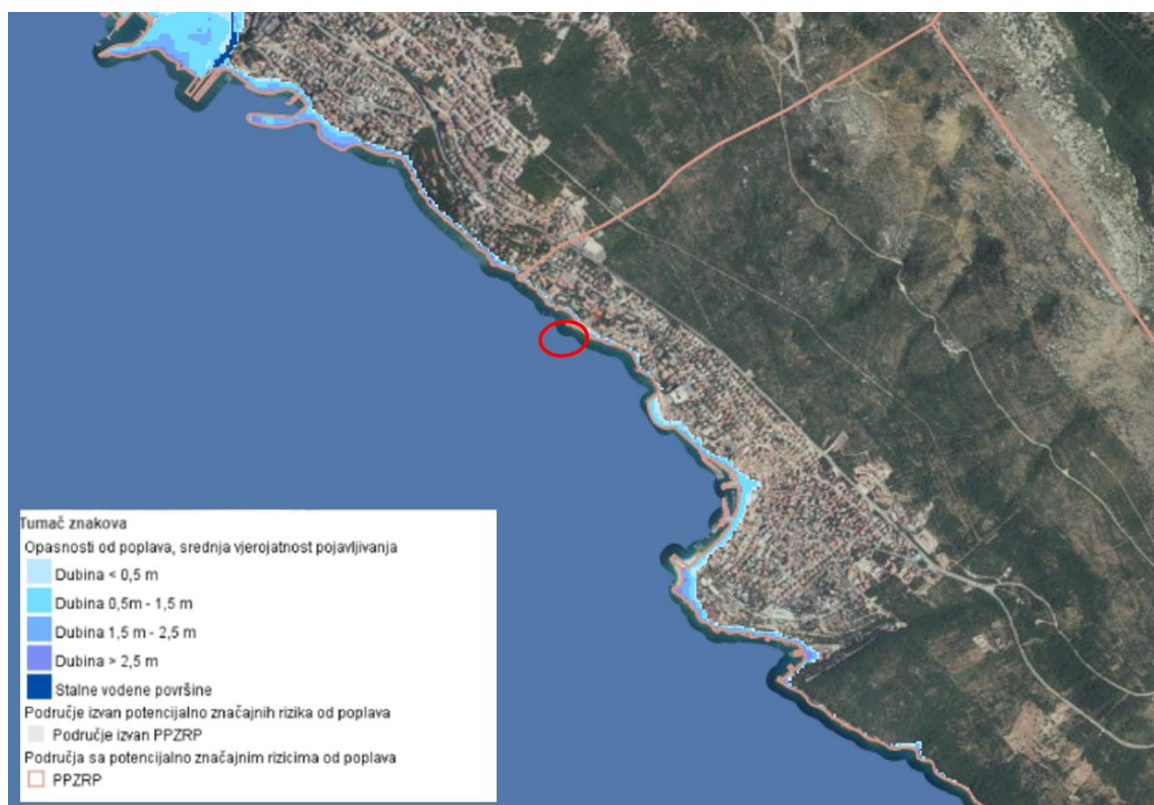 Tumač znakova
Opasnosti od poplava, srednja vjerojatnost pojavljivanja
Dubina < 0,5 m
Dubina 0,5m - 1,5 m
Dubina 1,5 m - 2,5 m
Dubina > 2,5 m
Stalne vodene površine
Područje izvan potencijalno značajnih rizika od poplava
Područje izvan PPZRP
Područja sa potencijalno značajnim rizicima od poplava
PPZRP